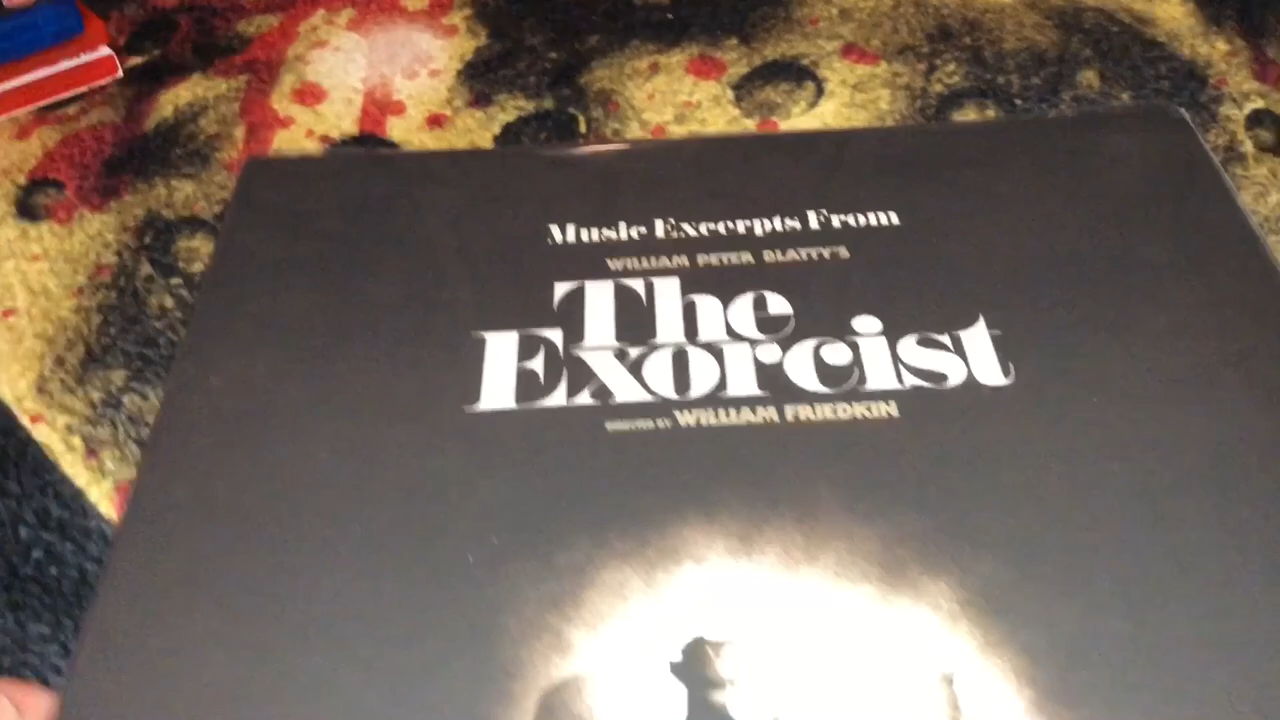 Music Excerpts From
WILLIAM PETER BLATTY'S
The
Exorcist
WILLIAM FRIEDKIN